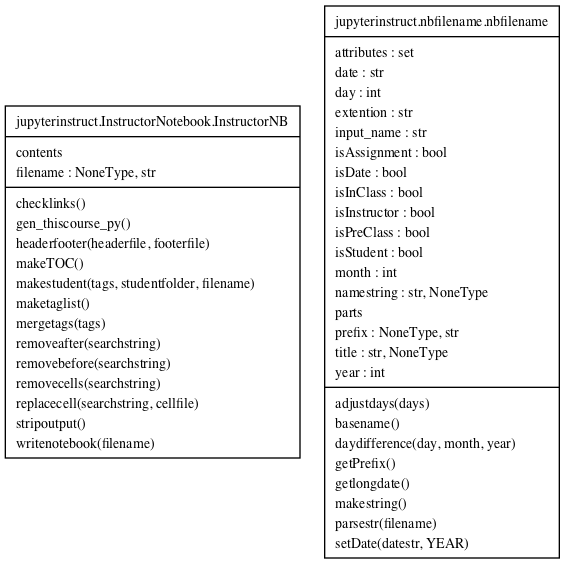 jupyterinstruct.InstructorNotebook.InstructorNB
contents
filename : NoneType, str
checklinks()
gen_thiscourse_py()
headerfooter(headerfile, footerfile)
makeTOC()
makestudent(tags, studentfolder, filename)
maketaglist()
mergetags(tags)
removeafter(searchstring)
removebefore(searchstring)
removecells(searchstring)
replacecell(searchstring, cellfile)
stripoutput()
writenotebook(filename)
jupyterinstruct.nbfilename.nbfilename
attributes : set
date : str
day : int
extention : str
input_name : str
isAssignment : bool
isDate : bool
isInClass : bool
isInstructor : bool
isPreClass : bool
isStudent : bool
month : int
namestring : str, NoneType
parts
prefix : NoneType, str
title : str, NoneType
year : int
adjustdays(days)
basename()
daydifference(day, month, year)
getPrefix()
getlongdate()
makestring()
parsestr(filename)
setDate(datestr, YEAR)